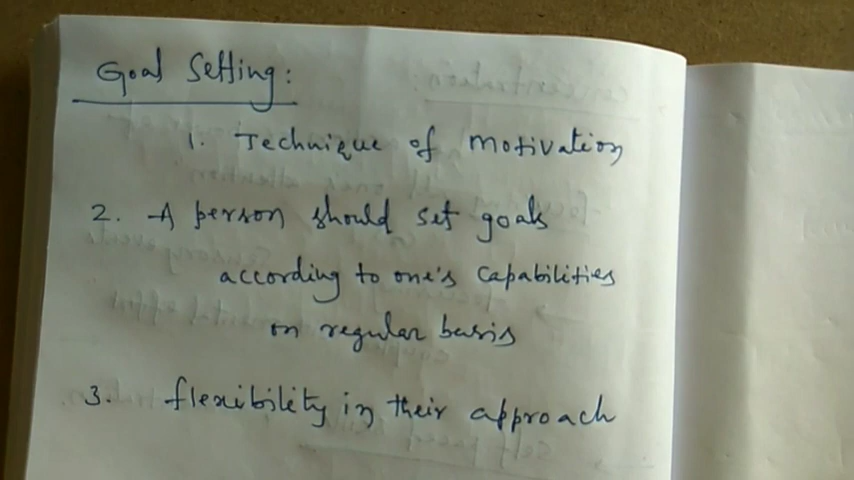 Goal Setting:
1. Technique of motivation
2. A person should set goals
according to one's capabilities
on regular basis
3. flexibility in their approach